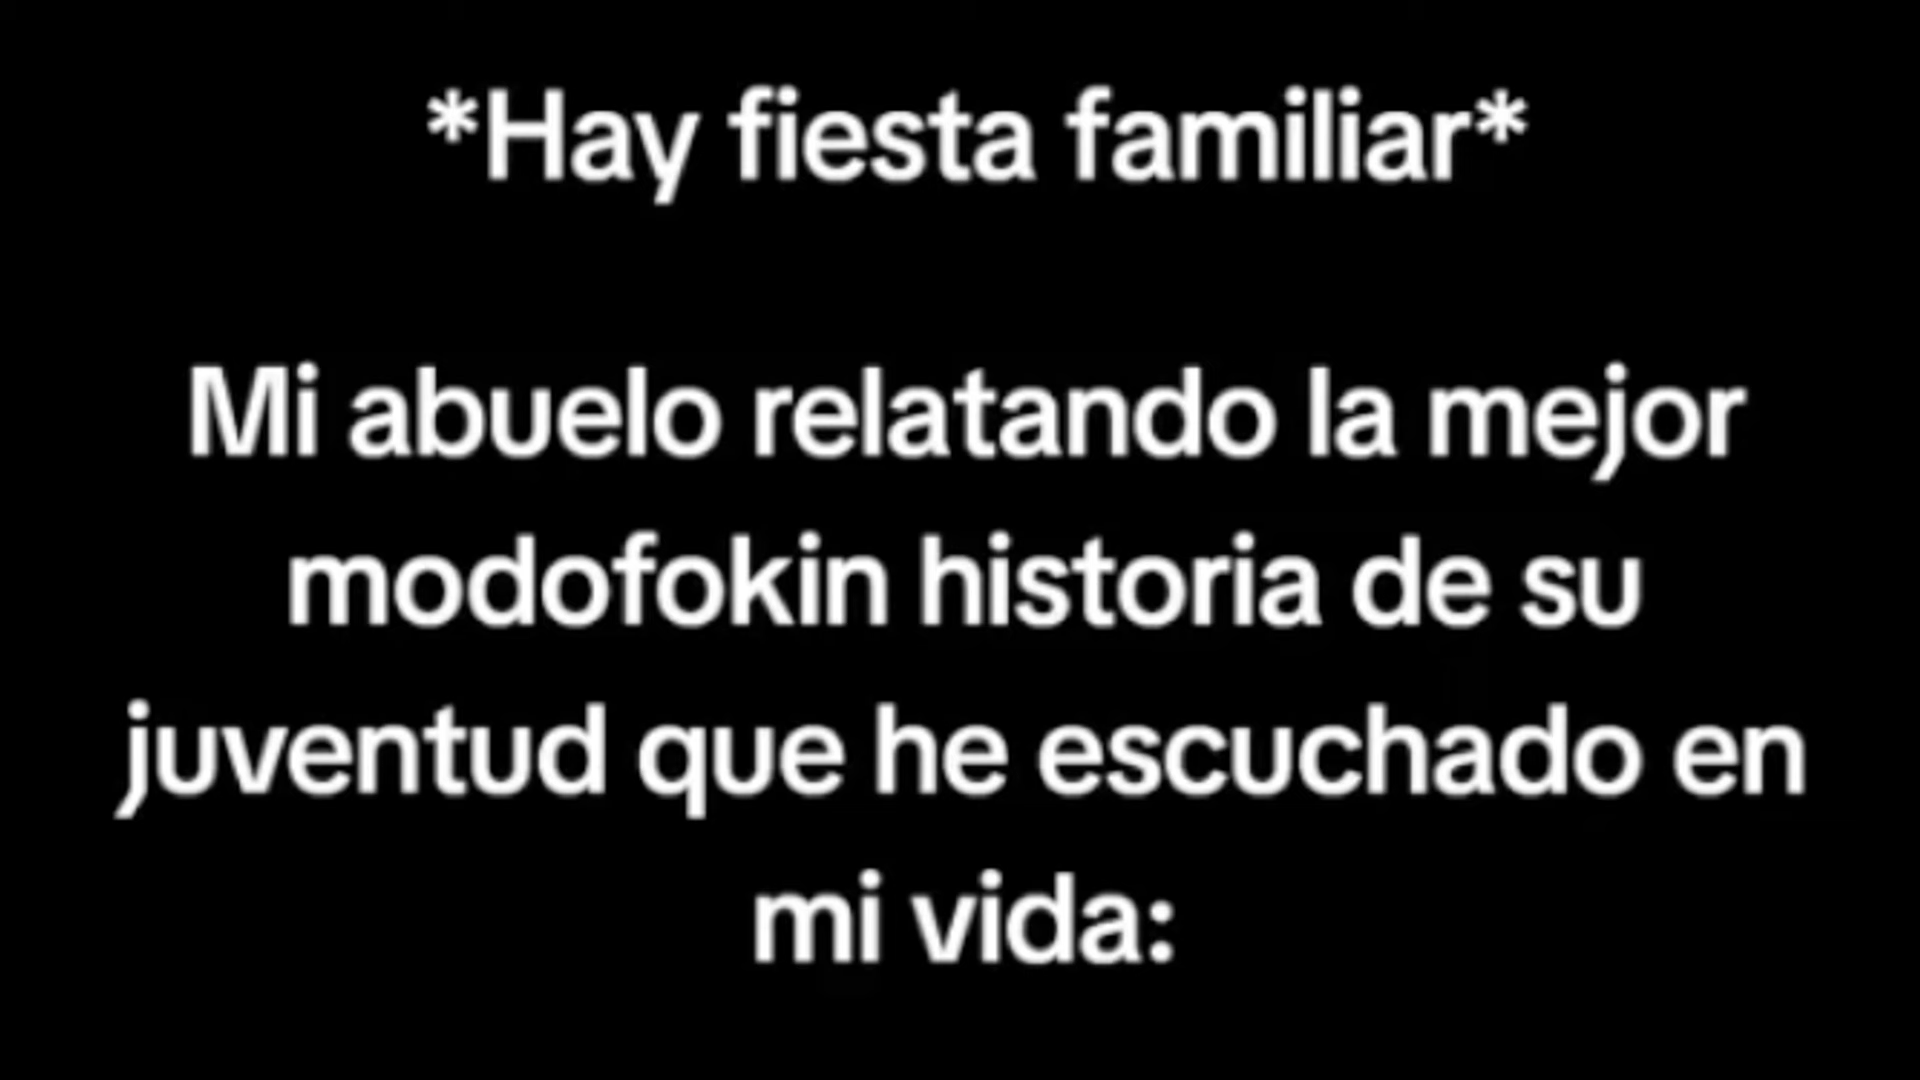 *Hay fiesta familiar*
Mi abuelo relatando la mejor
modofokin historia de su
juventud que he escuchado en
mi vida: